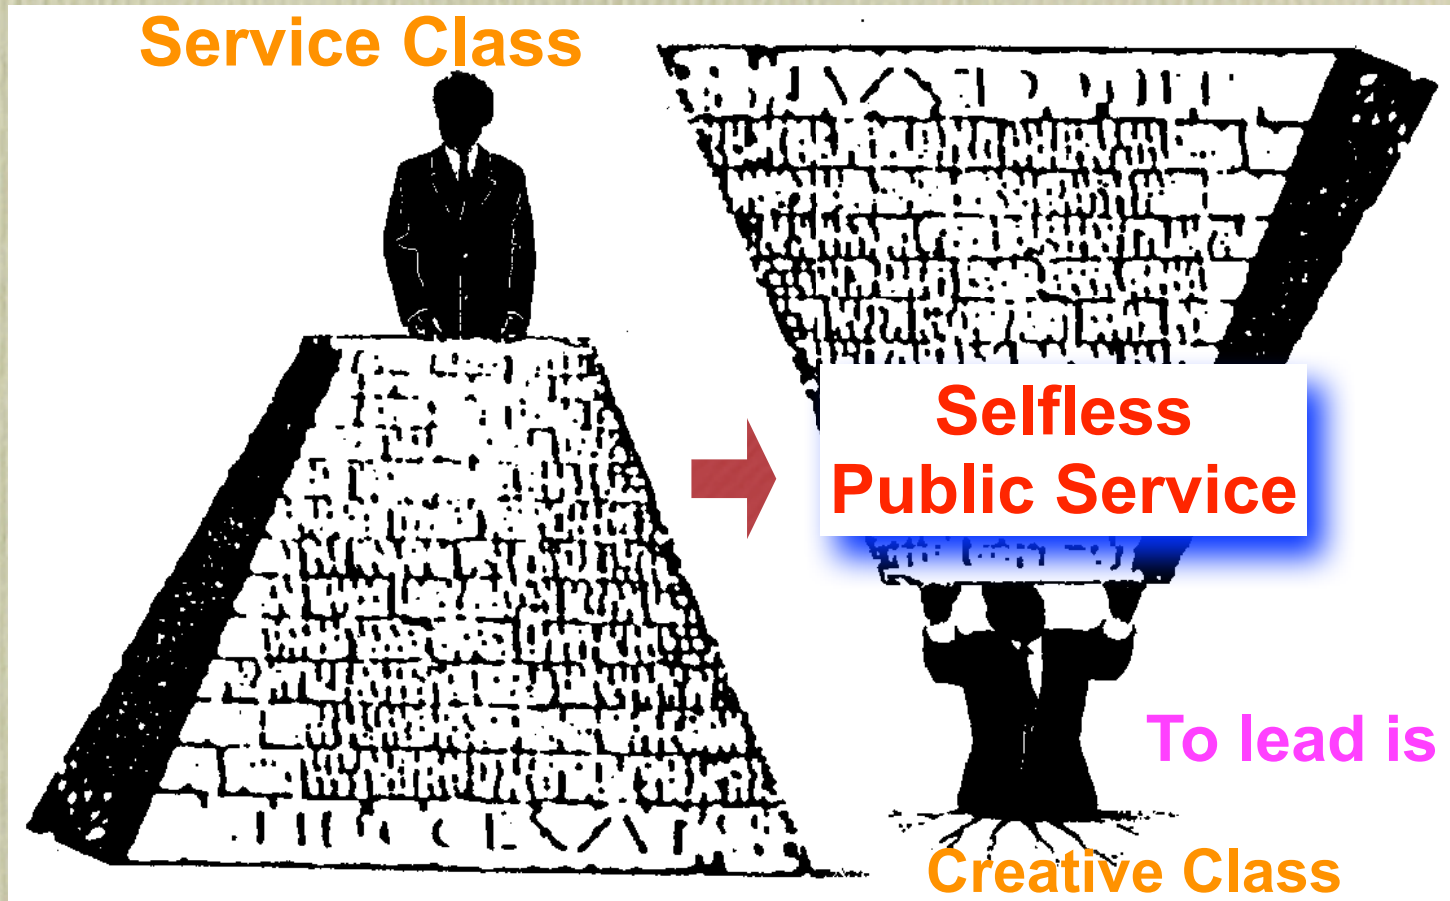 Service Class
Selfless
Public Service
To lead is
Creative Class